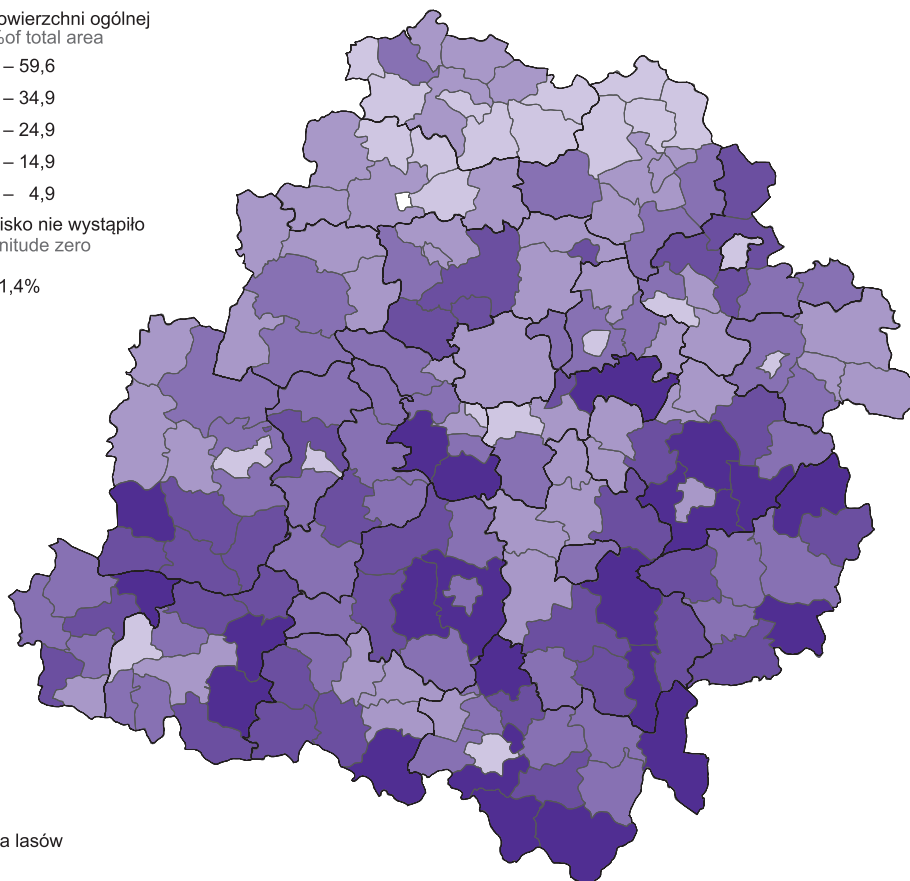 owierzchni ogólnej
%of total area
– 59,6
– 34,9
– 24,9
– 14,9
– 4,9
isko nie wystąpiło
nitude zero
1,4%
a lasów